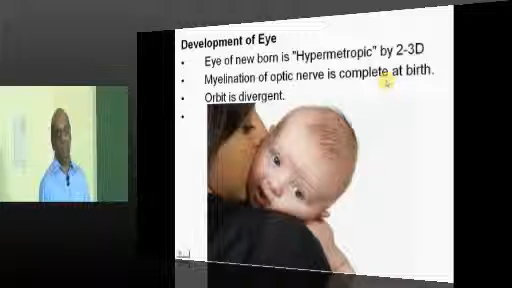 Development of Eye
• Eye of new born is "Hypermetropic" by 2-3D
• Myelination of optic nerve is complete at birth.
• Orbit is divergent.
•